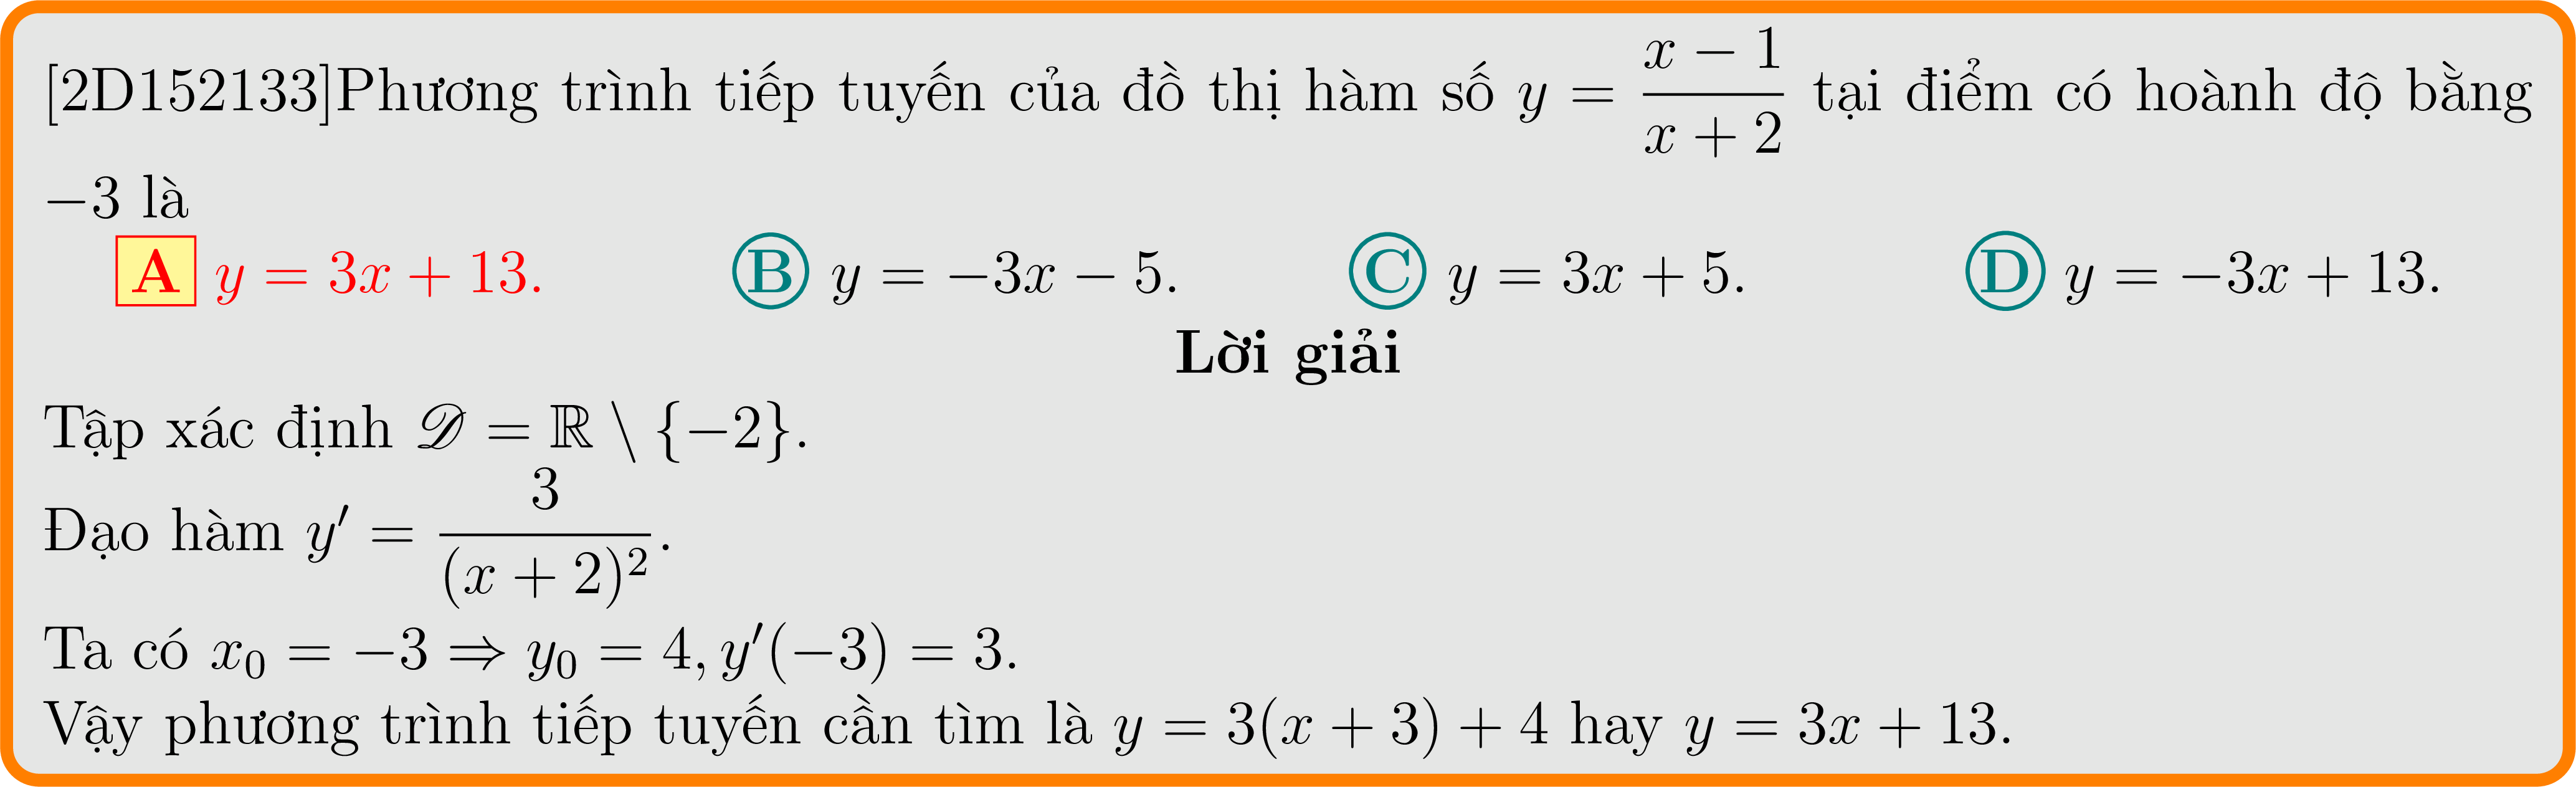 [2D152133]Phương trình tiếp tuyến của đồ thị hàm số $y = \dfrac{x-1}{x+2}$ tại điểm có hoành độ bằng
$-3$ là
A $y = 3x + 13.$ B $y = -3x - 5.$ C $y = 3x + 5.$ D $y = -3x + 13.$
Lời giải
Tập xác định $\mathscr{D} = \mathbb{R} \setminus \{-2\}.$
Đạo hàm $y' = \dfrac{3}{(x+2)^2}.$
Ta có $x_0 = -3 \Rightarrow y_0 = 4, y'(-3) = 3.$
Vậy phương trình tiếp tuyến cần tìm là $y = 3(x+3) + 4$ hay $y = 3x + 13.$